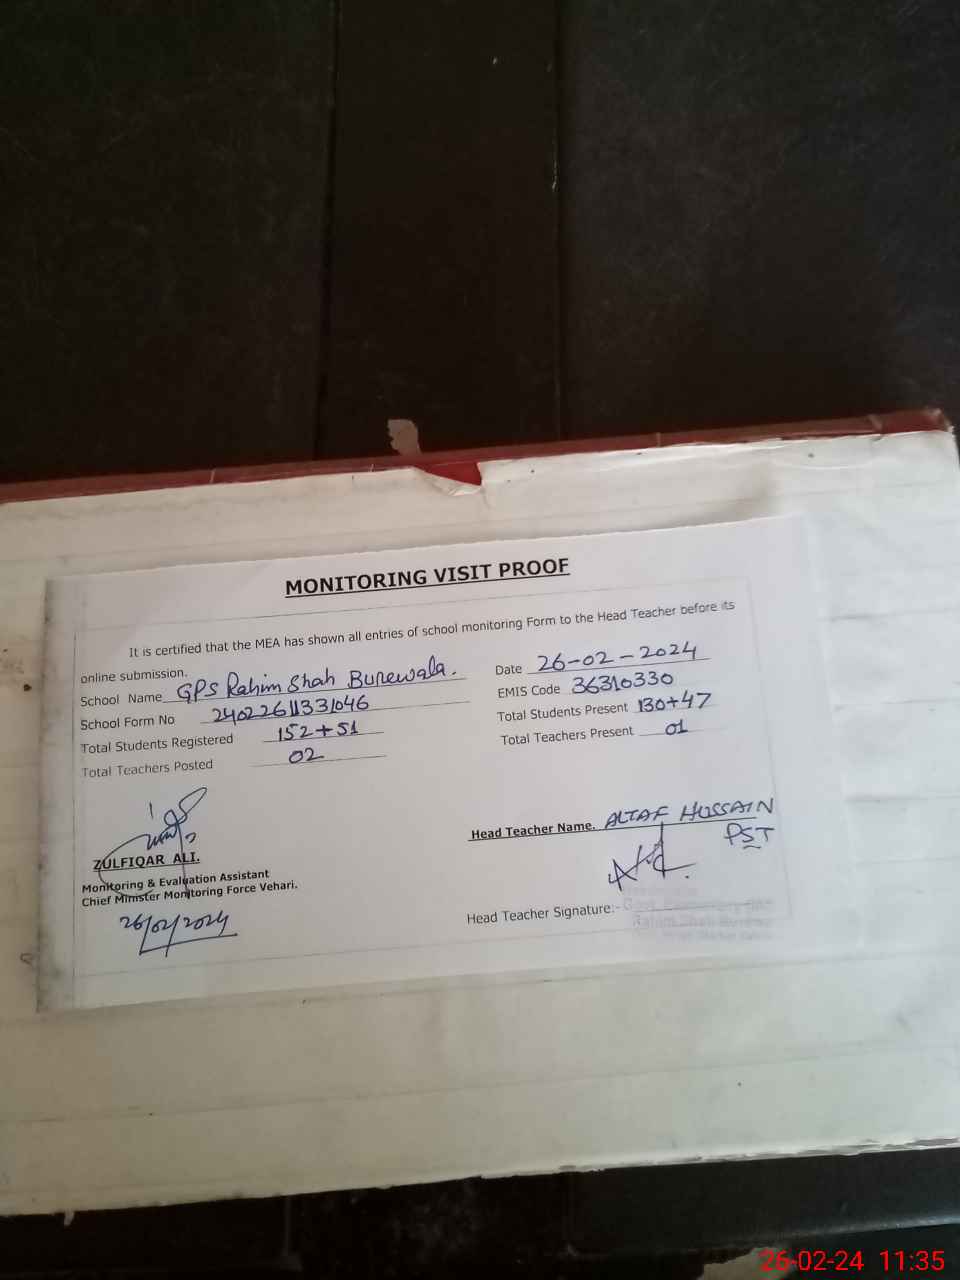 MONITORING VISIT PROOF
It is certified that the MEA has shown all entries of school monitoring Form to the Head Teacher before its
online submission.
School Name GPS Rahim Shah Burewala.
Date 26-02-2024
School Form No 24022611331046
EMIS Code 36310330
Total Students Registered 152+51
Total Students Present 130+47
Total Teachers Posted 02
Total Teachers Present 01
ZULFIQAR ALI.
Monitoring & Evaluation Assistant
Chief Minister Monitoring Force Vehari.
26/02/2024
Head Teacher Name. ALTAF HUSSAIN
PST
Head Teacher Signature:-
Rahim Shah
26-02-24 11:35